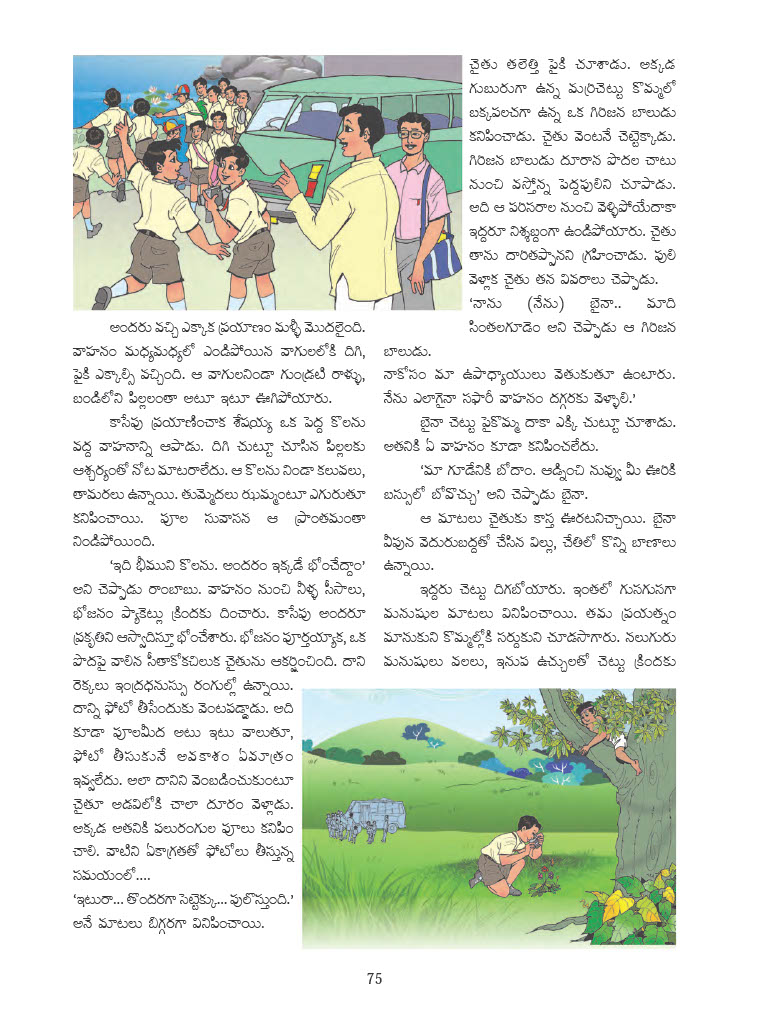 అందరు వచ్చి ఎక్కాక ప్రయాణం మళ్ళీ మొదలైంది.
వాహనం మధ్యమధ్యలో ఎండిపోయిన వాగులలోకి దిగి,
పైకి ఎక్కాల్సి వచ్చింది. ఆ వాగులనిండా గుండ్రటి రాళ్ళు,
బండిలోని పిల్లలంతా అటూ ఇటూ ఊగిపోయారు.
కాసేపు ప్రయాణించాక శేషయ్య ఒక పెద్ద కొలను
వద్ద వాహనాన్ని ఆపాడు. దిగి చుట్టూ చూసిన పిల్లలకు
ఆశ్చర్యంతో నోట మాటరాలేదు. ఆ కొలను నిండా కలువలు,
తామరలు ఉన్నాయి. తుమ్మెదలు ఝమ్మంటూ ఎగురుతూ
కనిపించాయి. పూల సువాసన ఆ ప్రాంతమంతా
నిండిపోయింది.
‘ఇది భీముని కొలను. అందరం ఇక్కడే భోంచేద్దాం’
అని చెప్పాడు రాంబాబు. వాహనం నుంచి నీళ్ళ సీసాలు,
భోజనం ప్యాకెట్లు క్రిందకు దించారు. కాసేపు అందరూ
ప్రకృతిని ఆస్వాదిస్తూ భోంచేశారు. భోజనం పూర్తయ్యాక, ఒక
పొదపై వాలిన సీతాకోకచిలుక చైతును ఆకర్షించింది. దాని
రెక్కలు ఇంద్రధనుస్సు రంగుల్లో ఉన్నాయి.
దాన్ని ఫోటో తీసేందుకు వెంటపడ్డాడు. అది
కూడా పూలమీద అటు ఇటు వాలుతూ,
ఫోటో తీసుకునే అవకాశం ఏమాత్రం
ఇవ్వలేదు. అలా దానిని వెంబడించుకుంటూ
చైతూ అడవిలోకి చాలా దూరం వెళ్లాడు.
అక్కడ అతనికి పలురంగుల పూలు కనిపిం
చాలి. వాటిని ఏకాగ్రతతో ఫోటోలు తీస్తున్న
సమయంలో....
‘ఇటురా... తొందరగా సెట్టెక్కు... పులొస్తుంది.’
అనే మాటలు బిగ్గరగా వినిపించాయి.
చైతు తలెత్తి పైకి చూశాడు. అక్కడ
గుబురుగా ఉన్న మర్రిచెట్టు కొమ్మలో
బక్కపలచగా ఉన్న ఒక గిరిజన బాలుడు
కనిపించాడు. చైతు వెంటనే చెట్టెక్కాడు.
గిరిజన బాలుడు దూరాన పొదల చాటు
నుంచి వస్తోన్న పెద్దపులిని చూపాడు.
అది ఆ పరిసరాల నుంచి వెళ్ళిపోయేదాకా
ఇద్దరూ నిశ్శబ్దంగా ఉండిపోయారు. చైతు
తాను దారితప్పానని గ్రహించాడు. పులి
వెళ్లాక చైతు తన వివరాలు చెప్పాడు.
‘నాను (నేను) బైనా.. మాది
సింతలగూడెం అని చెప్పాడు ఆ గిరిజన
బాలుడు.
నాకోసం మా ఉపాధ్యాయులు వెతుకుతూ ఉంటారు.
నేను ఎలాగైనా సఫారీ వాహనం దగ్గరకు వెళ్ళాలి.’
బైనా చెట్టు పైకొమ్మ దాకా ఎక్కి చుట్టూ చూశాడు.
అతనికి ఏ వాహనం కూడా కనిపించలేదు.
‘మా గూడేనికి బోదాం. ఆడ్నించి నువ్వు మీ ఊరికి
బస్సులో బోవొచ్చు’ అని చెప్పాడు బైనా.
ఆ మాటలు చైతుకు కాస్త ఊరటనిచ్చాయి. బైనా
వీపున వెదురుబద్దతో చేసిన విల్లు, చేతిలో కొన్ని బాణాలు
ఉన్నాయి.
ఇద్దరు చెట్టు దిగబోయారు. ఇంతలో గుసగుసగా
మనుషుల మాటలు వినిపించాయి. తమ ప్రయత్నం
మానుకుని కొమ్మల్లోకి సర్దుకుని చూడసాగారు. నలుగురు
మనుషులు వలలు, ఇనుప ఉచ్చులతో చెట్టు క్రిందకు
75